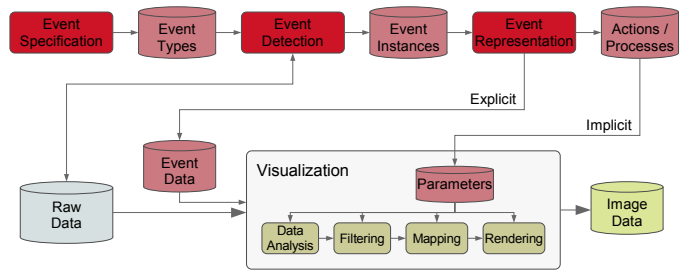 Event
Specification
Event
Types
Event
Detection
Event
Instances
Event
Representation
Actions /
Processes
Explicit
Implicit
Event
Data
Visualization
Parameters
Raw
Data
Image
Data
Data
Analysis
Filtering
Mapping
Rendering